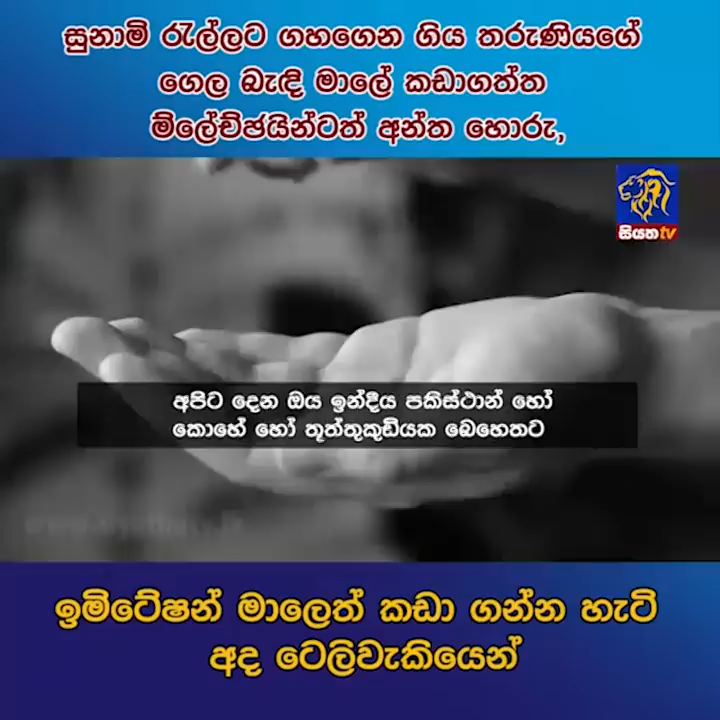 සුනාමි රැල්ලට ගහගෙන ගිය තරුණියගේ
ගෙල බැඳි මාලේ කඩාගත්ත
ම්ලේච්ඡයින්ටත් අන්ත හොරු,
සියත tv
අපිට දෙන ඔය ඉන්දීය පකිස්ථාන් හෝ
කොහේ හෝ තූත්තුකුඩියක බෙහෙතට
ඉමිටේෂන් මාලෙත් කඩා ගන්න හැටි
අද ටෙලිවැකියෙන්